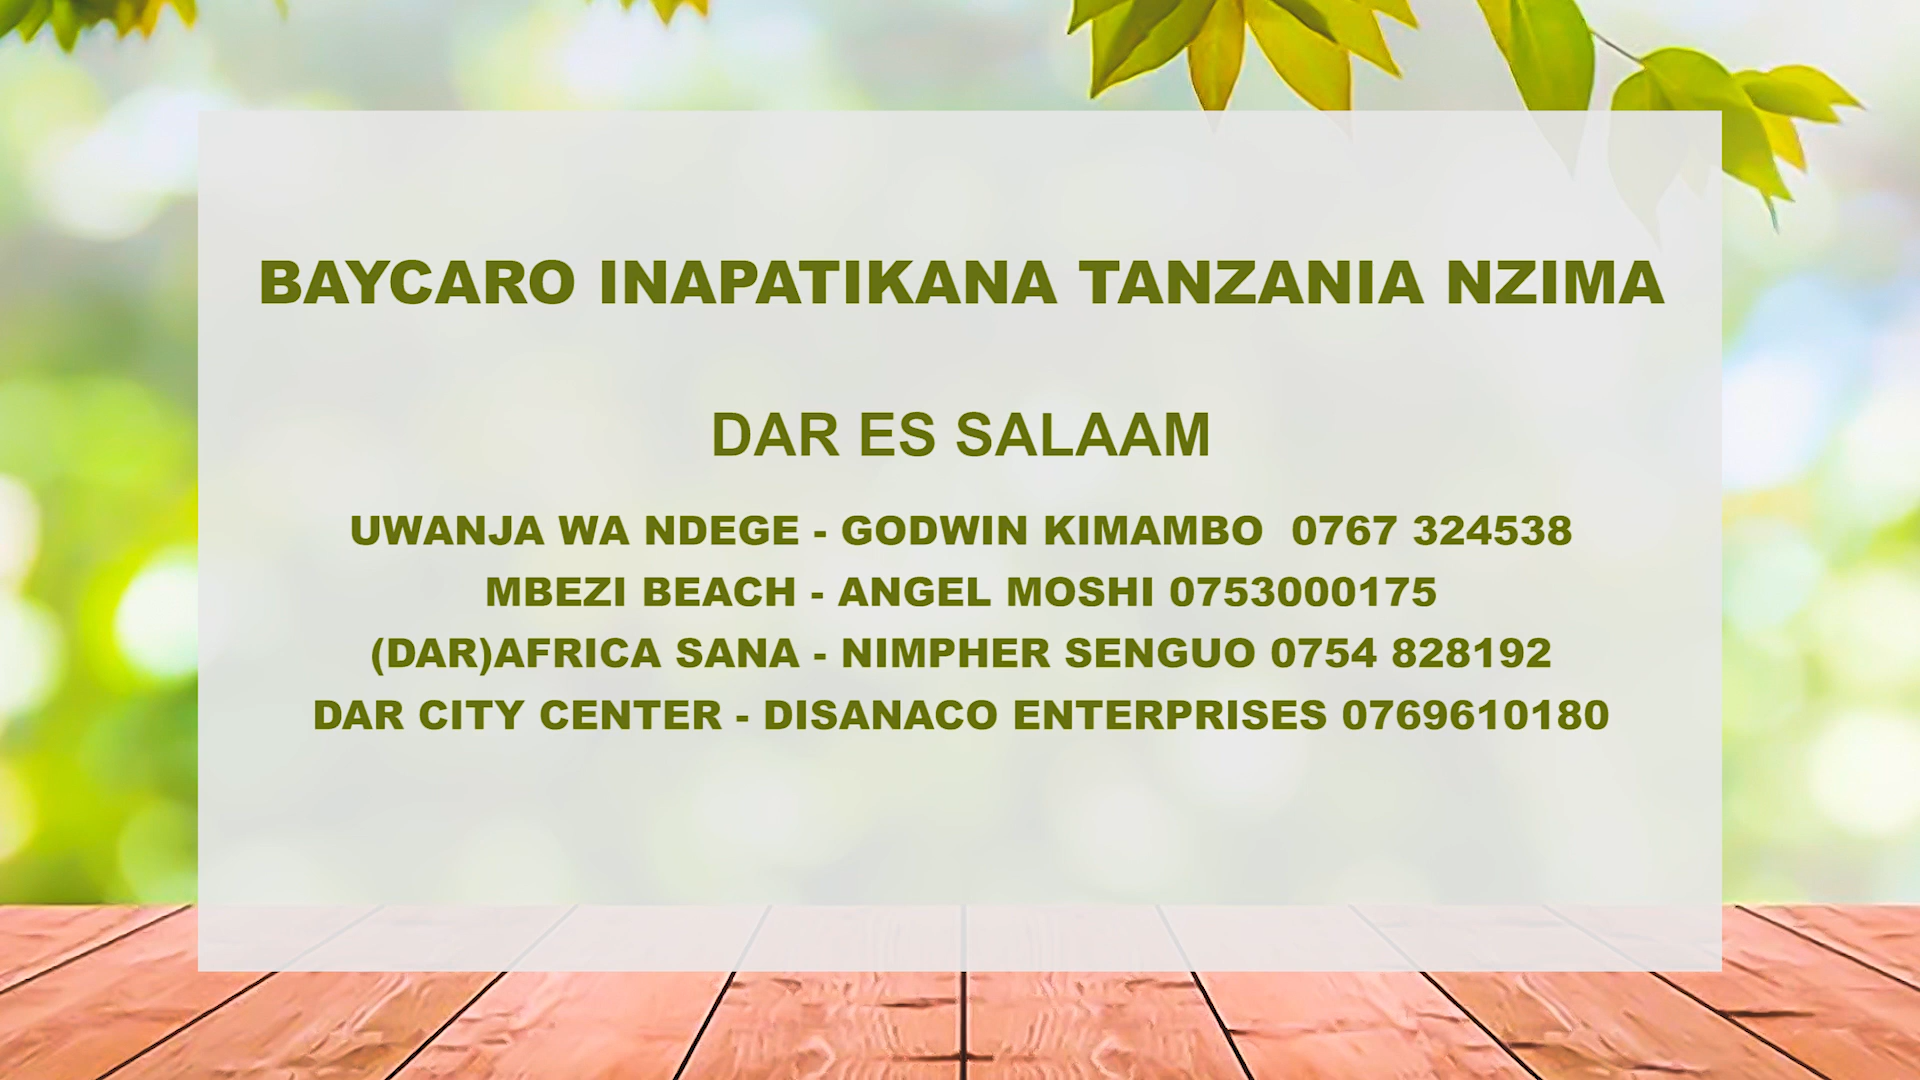 BAYCARO INAPATIKANA TANZANIA NZIMA
DAR ES SALAAM
UWANJA WA NDEGE - GODWIN KIMAMBO 0767 324538
MBEZI BEACH - ANGEL MOSHI 0753000175
(DAR)AFRICA SANA - NIMPHER SENGUO 0754 828192
DAR CITY CENTER - DISANACO ENTERPRISES 0769610180